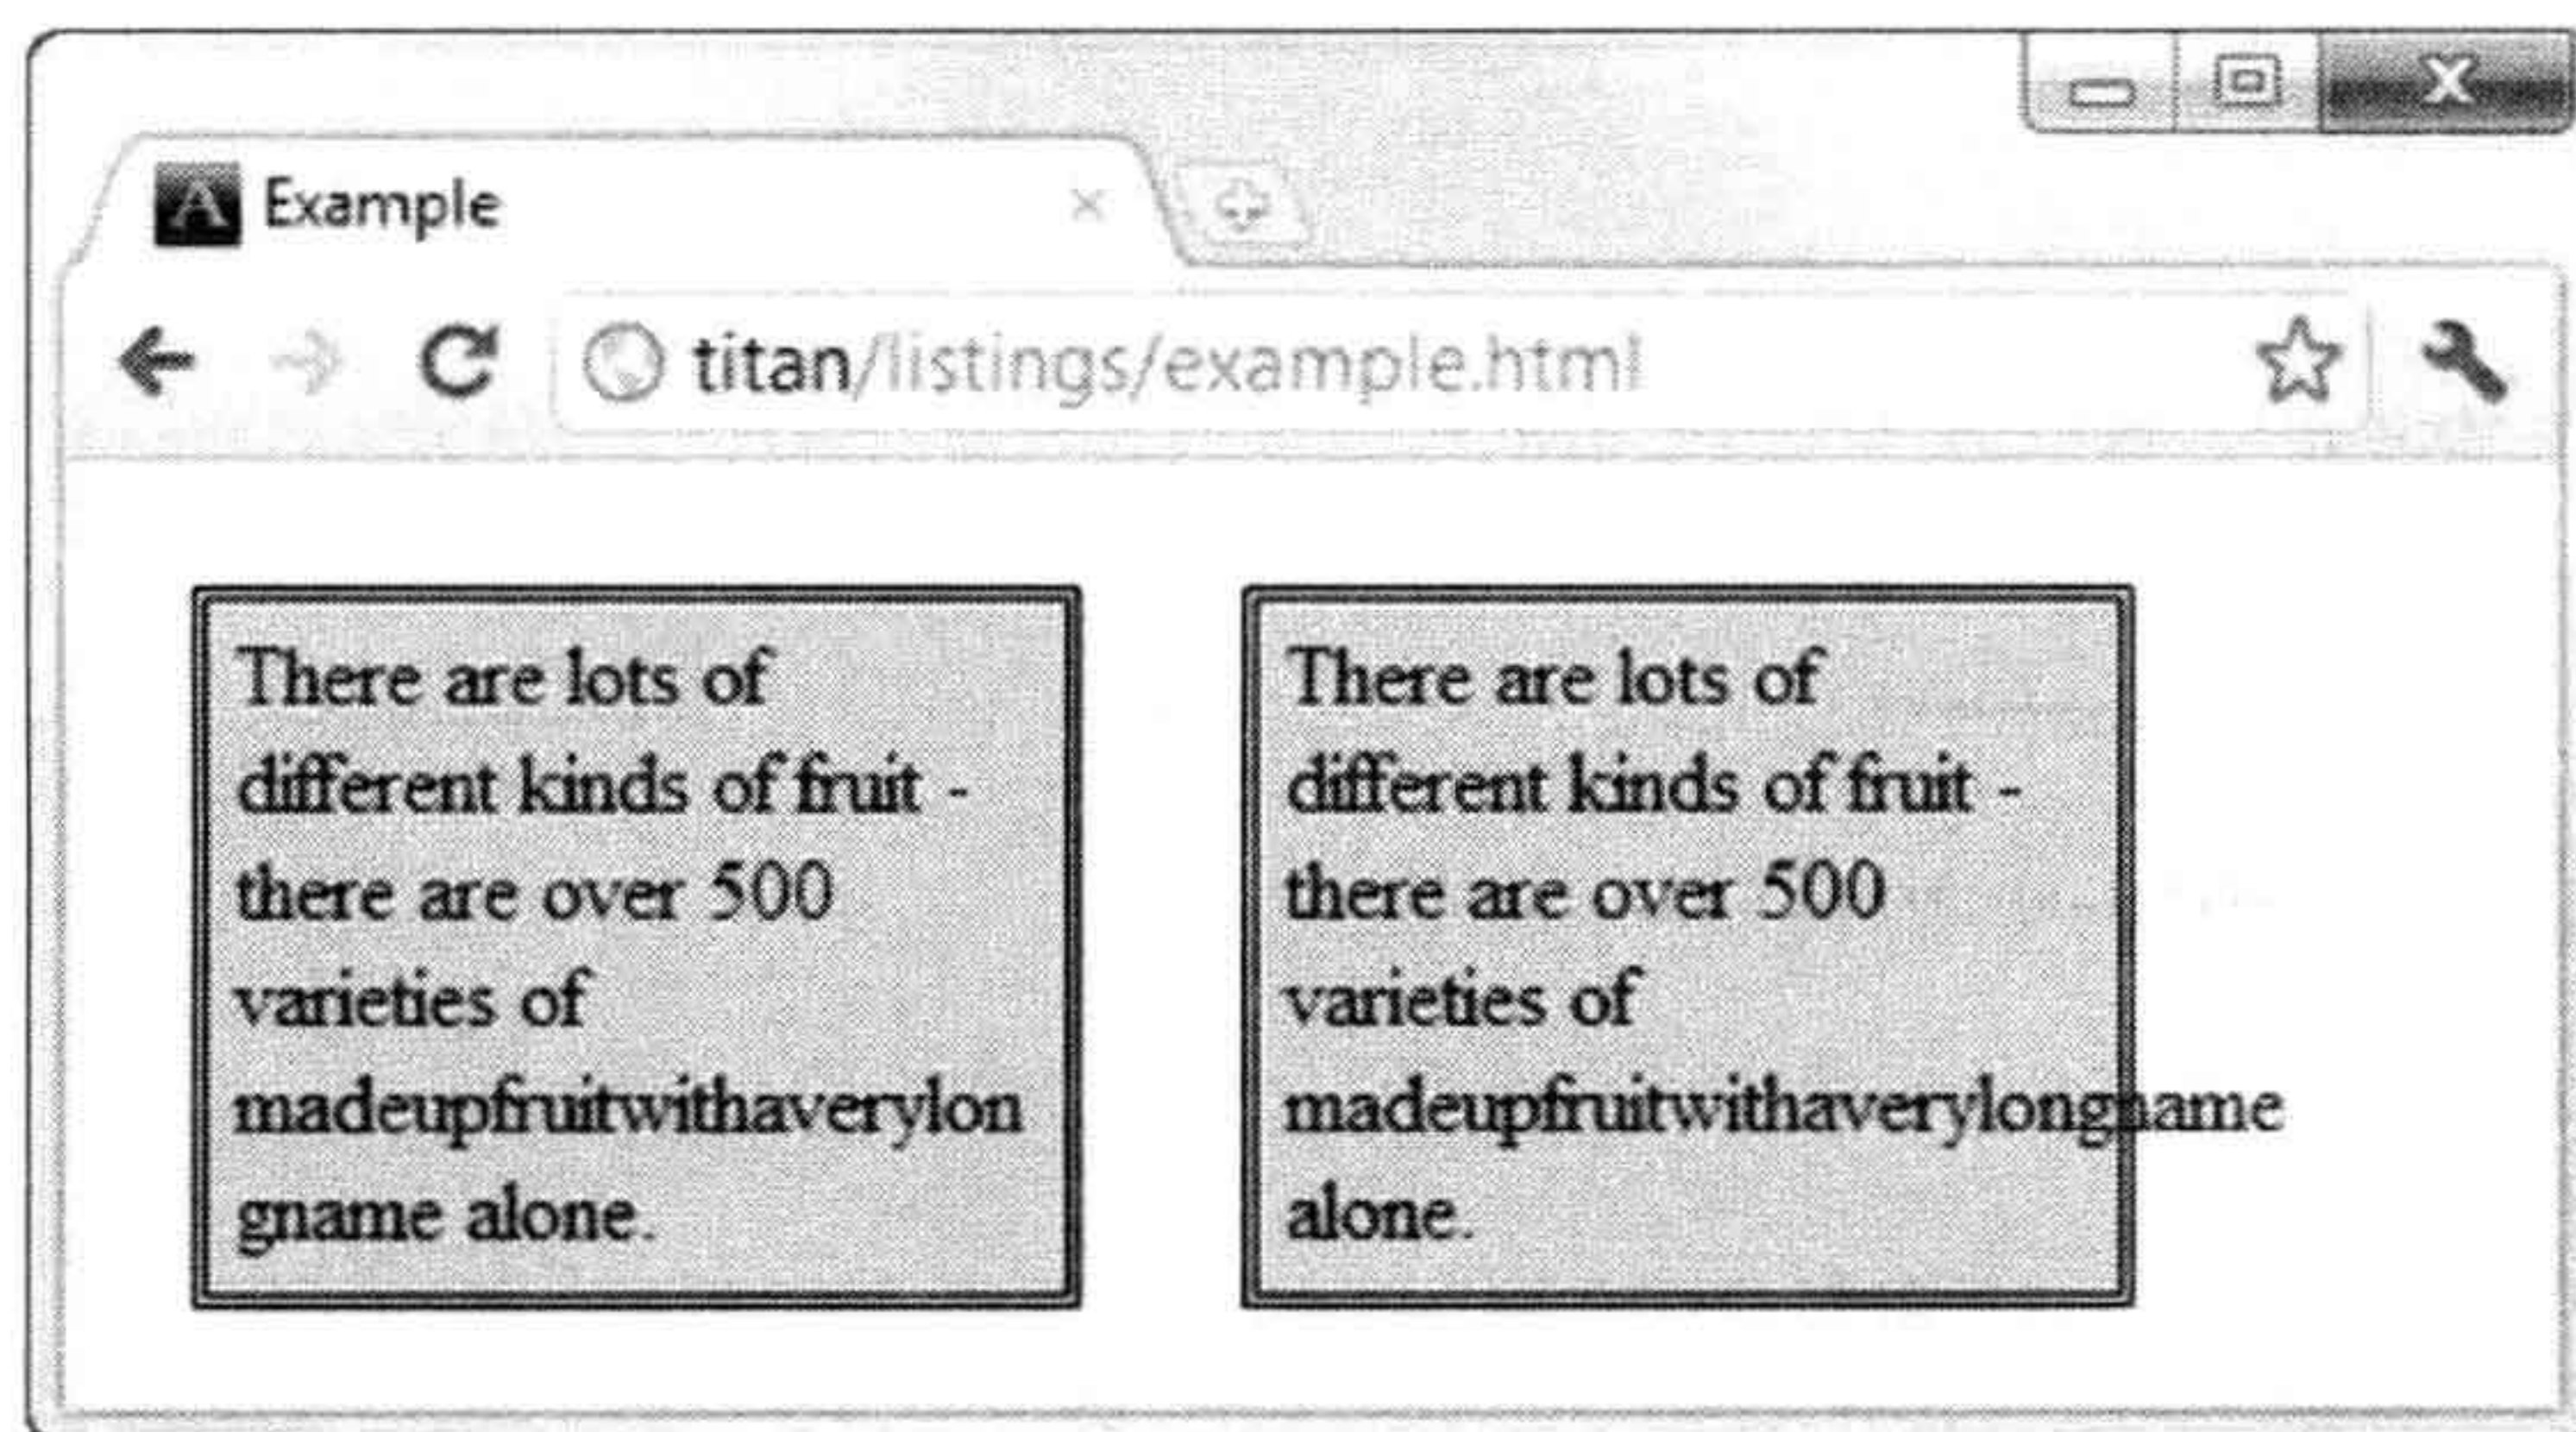 Example
titan/listings/example.html
There are lots of
different kinds of fruit -
there are over 500
varieties of
madeupfruitwithaverylon
gname alone.
There are lots of
different kinds of fruit -
there are over 500
varieties of
madeupfruitwithaverylongname
alone.